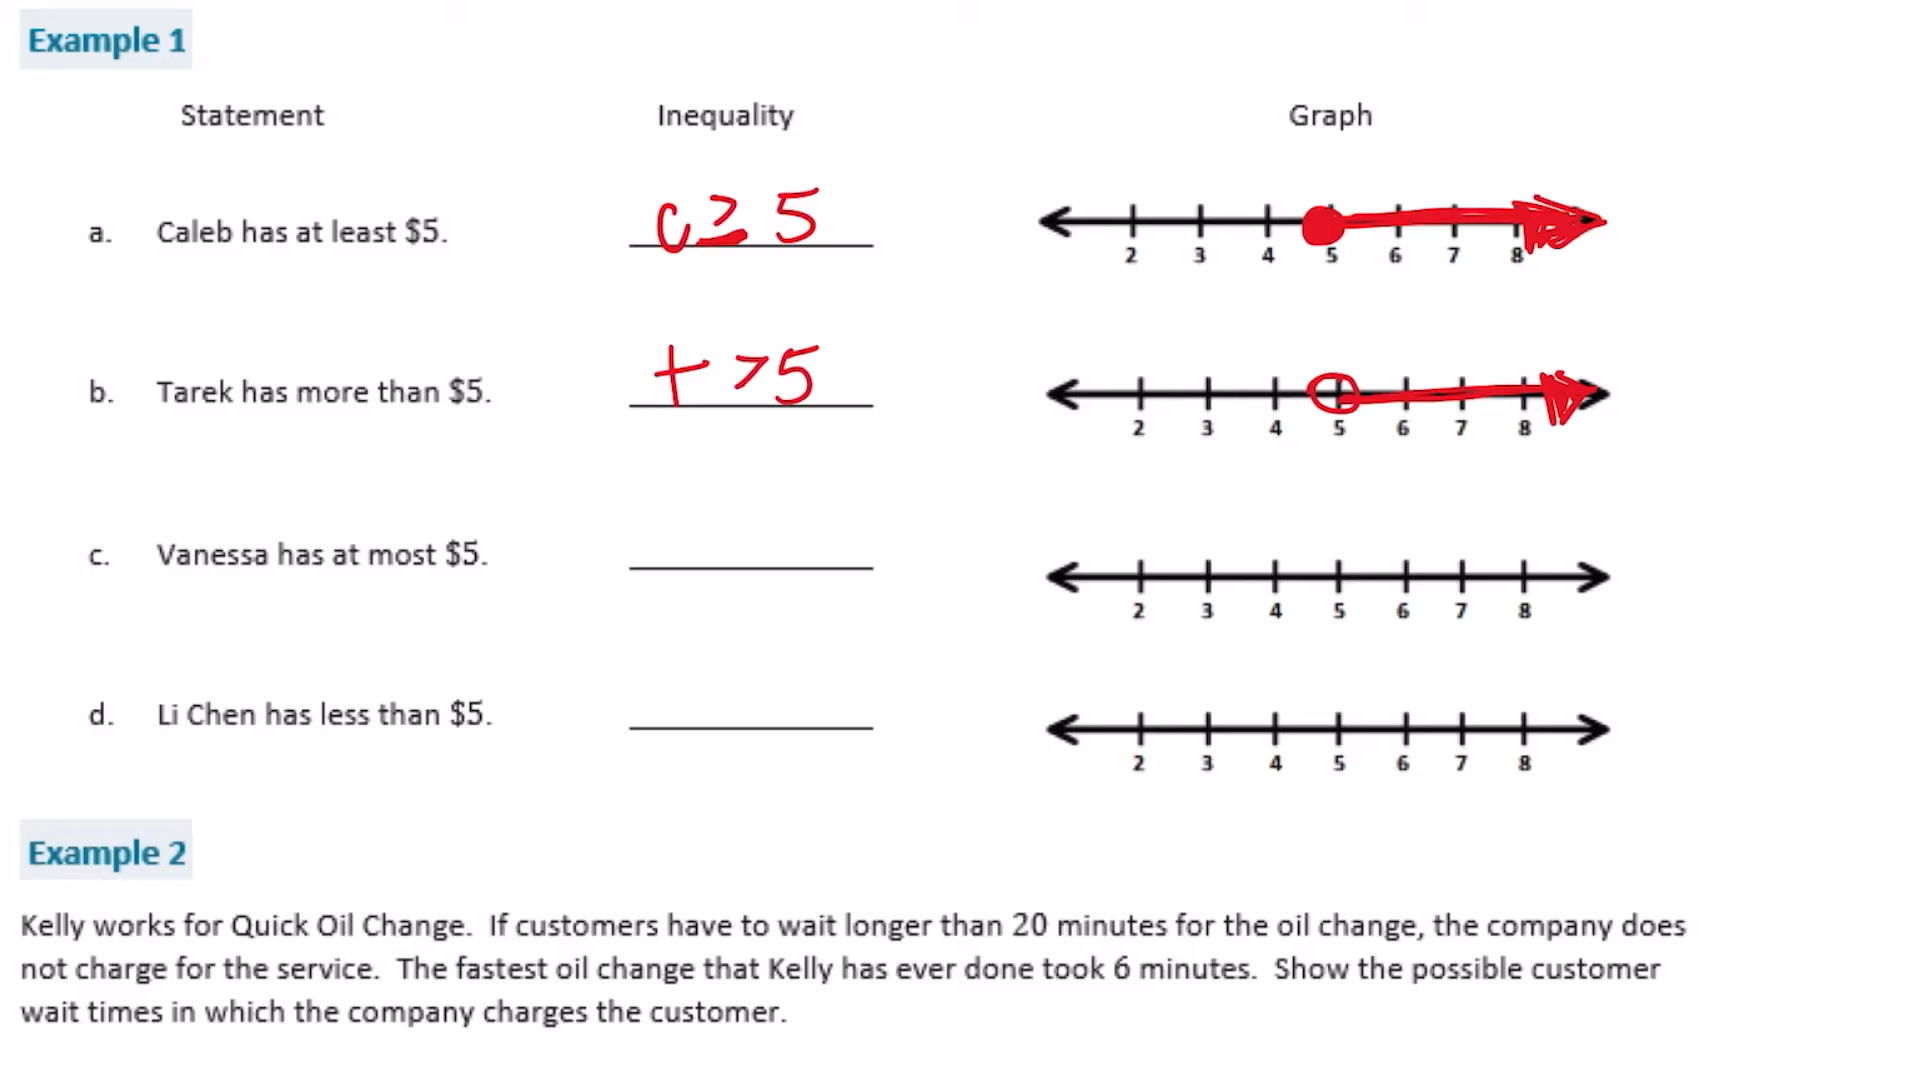 Example 1
Statement Inequality Graph
a. Caleb has at least $5. c ≥ 5
2 3 4 5 6 7 8
b. Tarek has more than $5. t > 5
2 3 4 5 6 7 8
c. Vanessa has at most $5.
2 3 4 5 6 7 8
d. Li Chen has less than $5.
2 3 4 5 6 7 8
Example 2
Kelly works for Quick Oil Change. If customers have to wait longer than 20 minutes for the oil change, the company does
not charge for the service. The fastest oil change that Kelly has ever done took 6 minutes. Show the possible customer
wait times in which the company charges the customer.